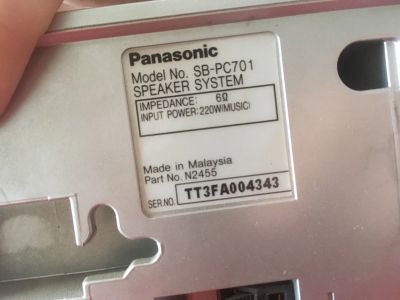 Panasonic
Model No. SB-PC701
SPEAKER SYSTEM
IMPEDANCE: 6Ω
INPUT POWER:220W(MUSIC)
Made in Malaysia
Part No. N2455
SER.NO. TT3FA004343